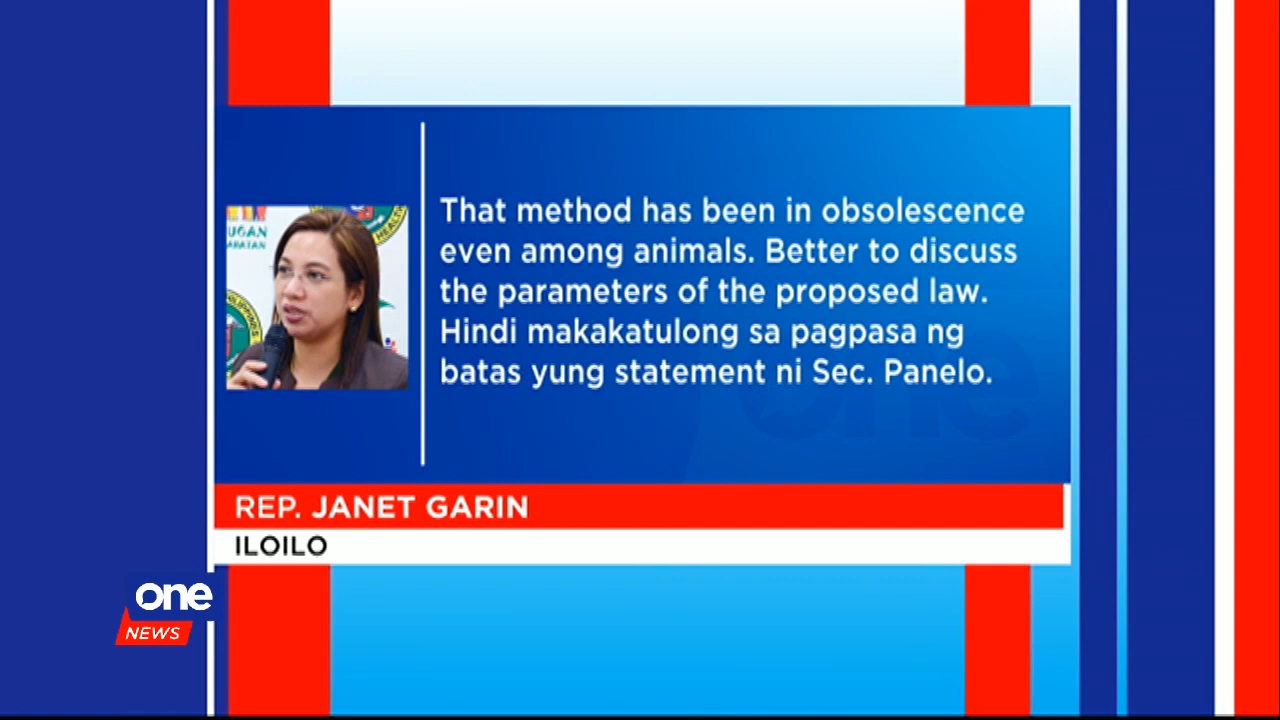 That method has been in obsolescence
even among animals. Better to discuss
the parameters of the proposed law.
Hindi makakatulong sa pagpasa ng
batas yung statement ni Sec. Panelo.
REP. JANET GARIN
ILOILO
one
NEWS
UGAN